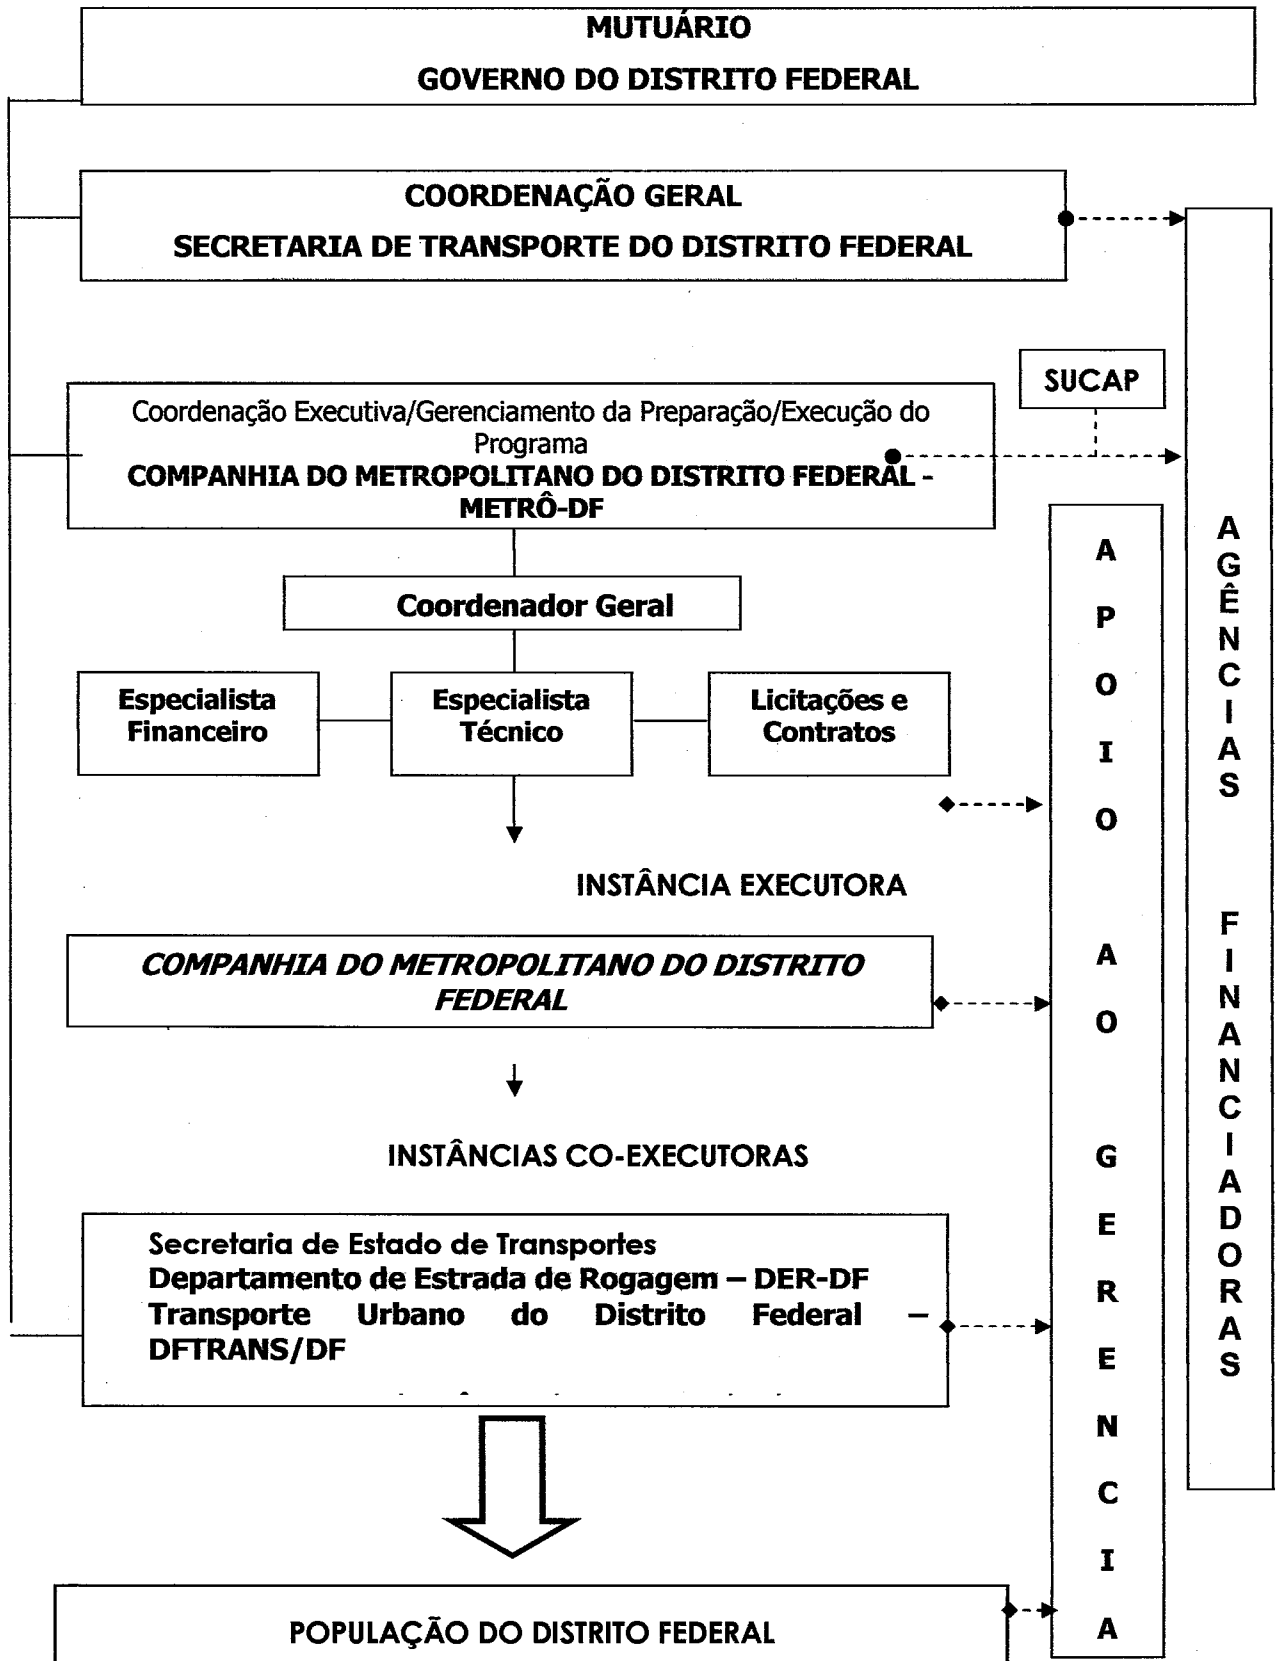 MUTUÁRIO
GOVERNO DO DISTRITO FEDERAL
COORDENAÇÃO GERAL
SECRETARIA DE TRANSPORTE DO DISTRITO FEDERAL
SUCAP
Coordenação Executiva/Gerenciamento da Preparação/Execução do
Programa
COMPANHIA DO METROPOLITANO DO DISTRITO FEDERAL -
METRÔ-DF
Coordenador Geral
Especialista
Financeiro
Especialista
Técnico
Licitações e
Contratos
INSTÂNCIA EXECUTORA
COMPANHIA DO METROPOLITANO DO DISTRITO
FEDERAL
INSTÂNCIAS CO-EXECUTORAS
Secretaria de Estado de Transportes
Departamento de Estrada de Rogagem – DER-DF
Transporte Urbano do Distrito Federal –
DFTRANS/DF
POPULAÇÃO DO DISTRITO FEDERAL
APOIO AO GERENCIA
AGÊNCIAS FINANCIADORAS